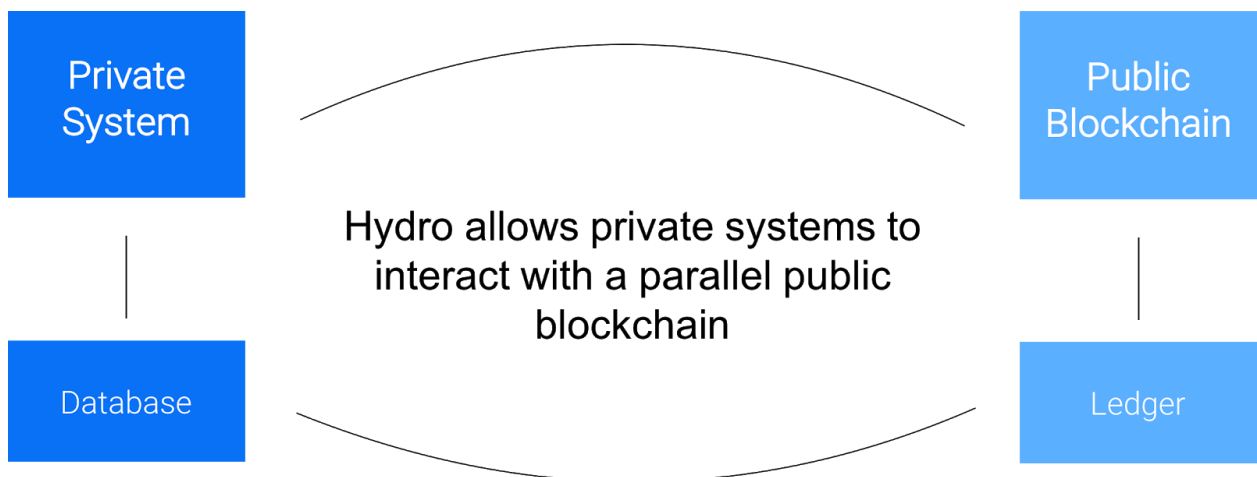 Private
System
Public
Blockchain
Hydro allows private systems to
interact with a parallel public
blockchain
Database
Ledger